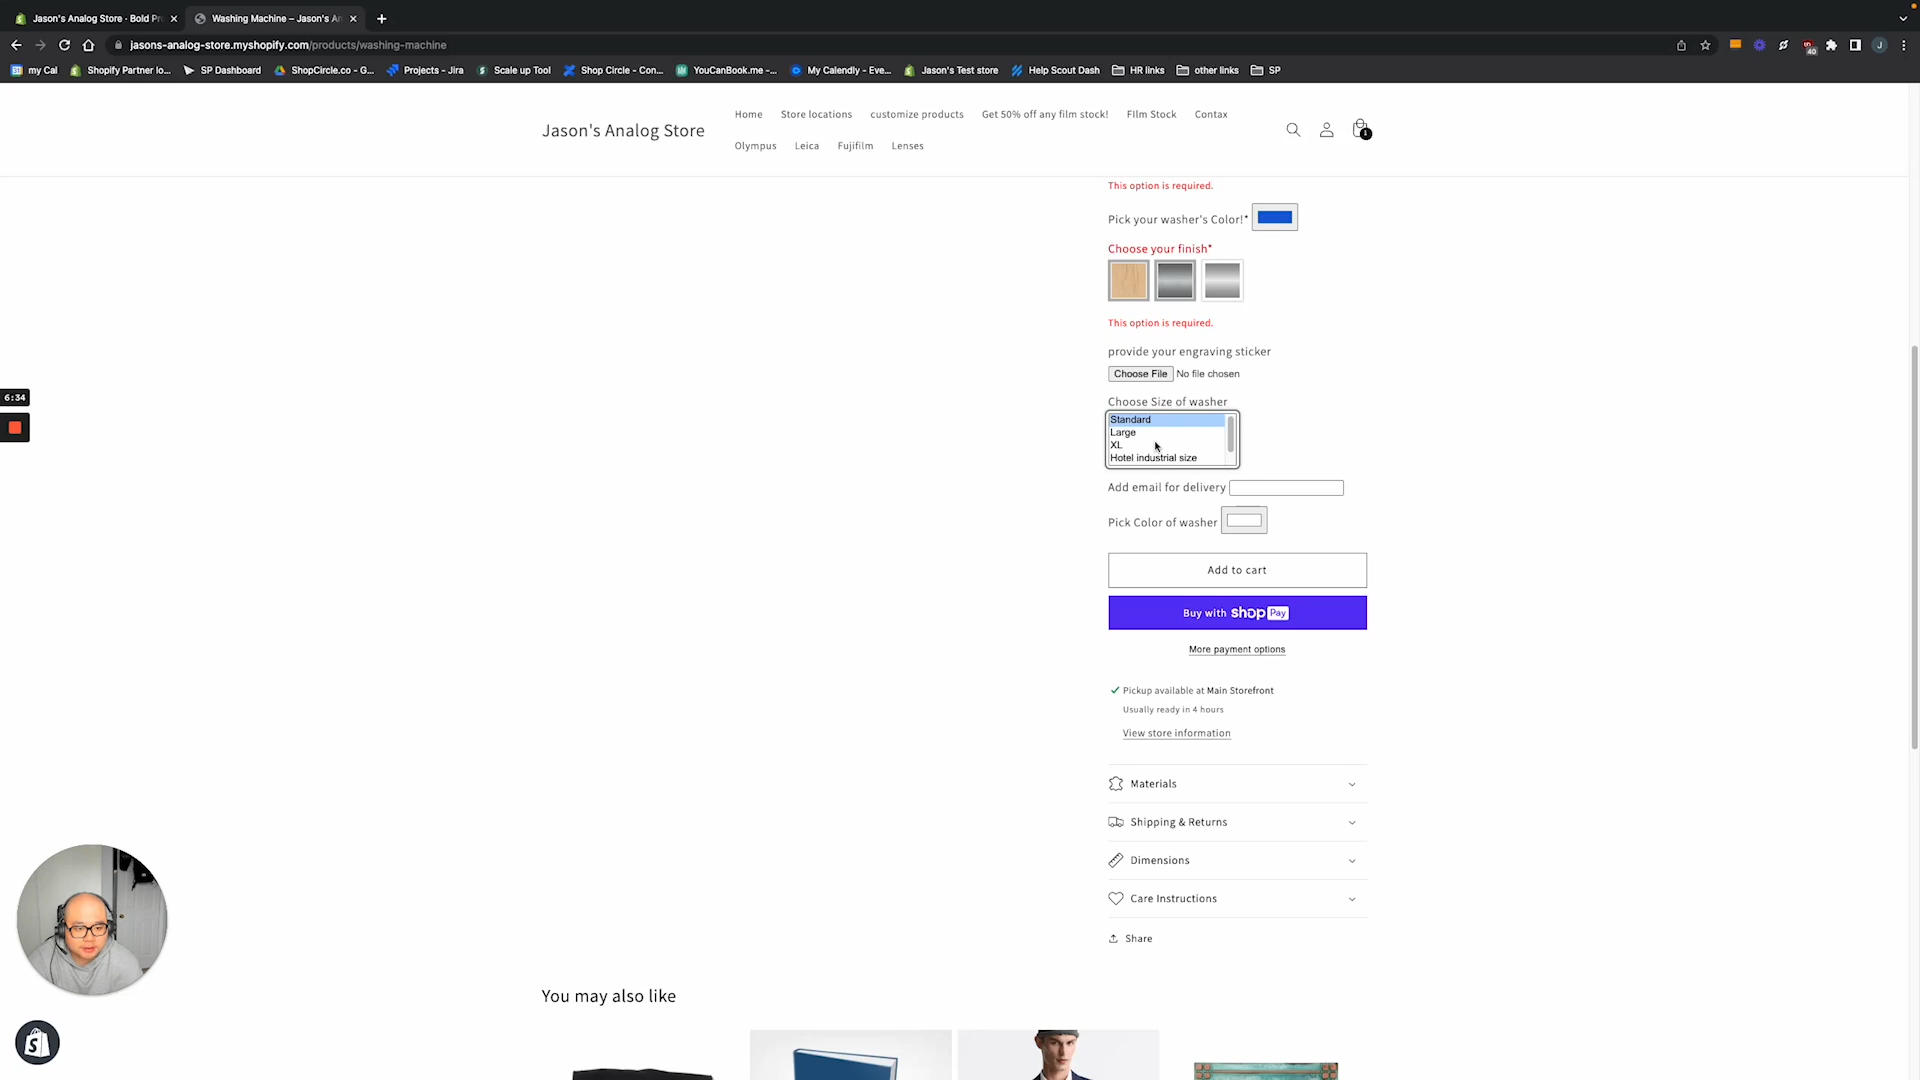 Jason's Analog Store · Bold Pr
Washing Machine – Jason's An
jasons-analog-store.myshopify.com/products/washing-machine
my Cal
Shopify Partner lo...
SP Dashboard
ShopCircle.co - G...
Projects - Jira
Scale up Tool
Shop Circle - Con...
YouCanBook.me -...
My Calendly - Eve...
Jason's Test store
Help Scout Dash
HR links
other links
SP
40
J
Jason's Analog Store
Home
Store locations
customize products
Get 50% off any film stock!
FIlm Stock
Contax
Olympus
Leica
Fujifilm
Lenses
1
This option is required.
Pick your washer's Color!*
Choose your finish*
This option is required.
provide your engraving sticker
Choose File No file chosen
6:34
Choose Size of washer
Standard
Large
XL
Hotel industrial size
Add email for delivery
Pick Color of washer
Add to cart
Buy with shop Pay
More payment options
Pickup available at Main Storefront
Usually ready in 4 hours
View store information
Materials
Shipping & Returns
Dimensions
Care Instructions
Share
You may also like